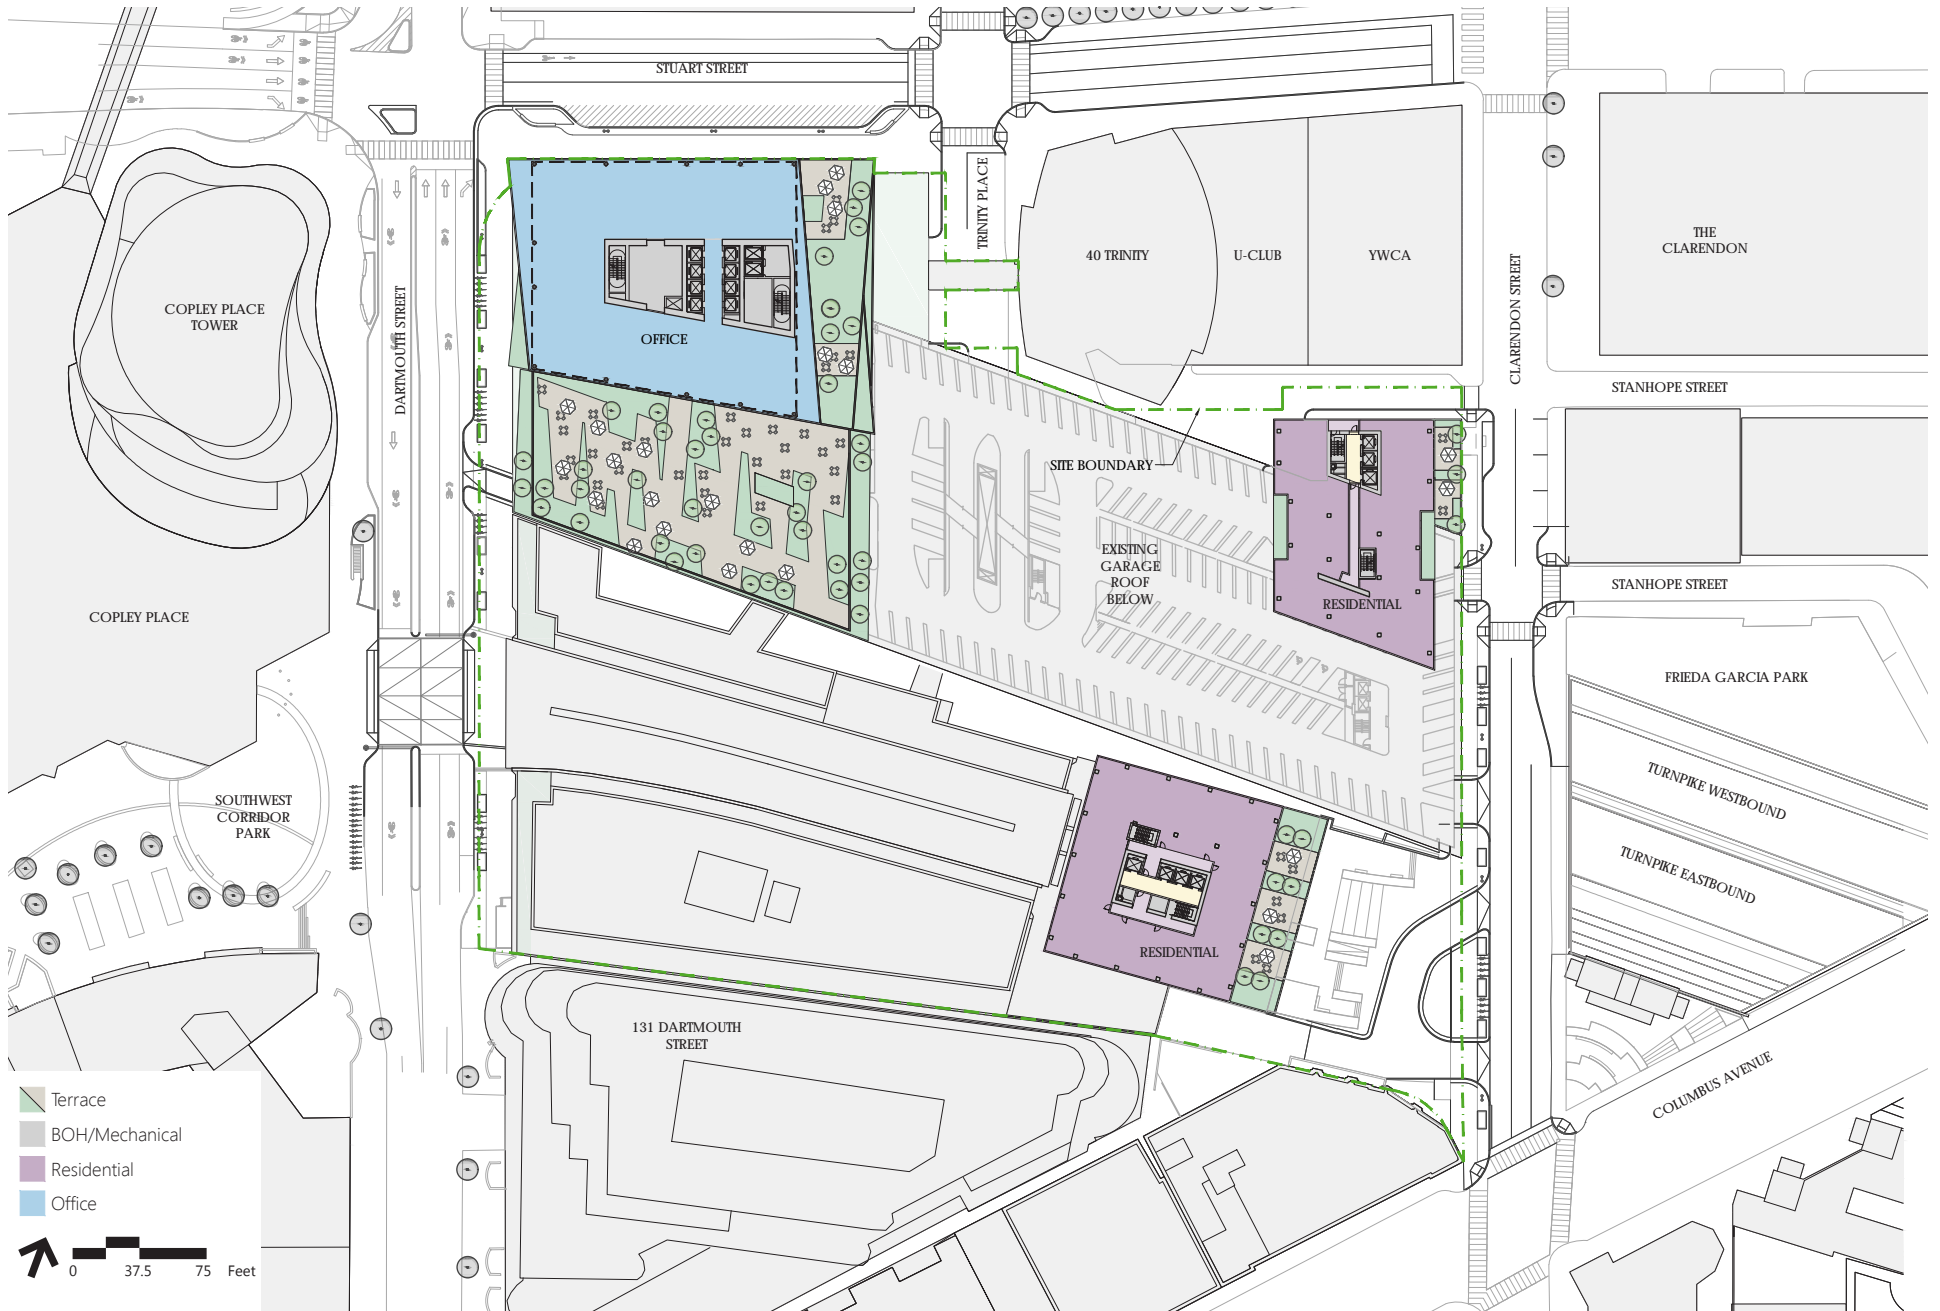 STUART STREET
TRINITY PLACE
40 TRINITY
U-CLUB
YWCA
THE
CLARENDON
CLARENDON STREET
COPLEY PLACE
TOWER
DARTMOUTH STREET
OFFICE
STANHOPE STREET
SITE BOUNDARY
EXISTING
GARAGE
ROOF
BELOW
STANHOPE STREET
RESIDENTIAL
COPLEY PLACE
FRIEDA GARCIA PARK
TURNPIKE WESTBOUND
SOUTHWEST
CORRIDOR
PARK
TURNPIKE EASTBOUND
RESIDENTIAL
131 DARTMOUTH
STREET
COLUMBUS AVENUE
Terrace
BOH/Mechanical
Residential
Office
0 37.5 75 Feet